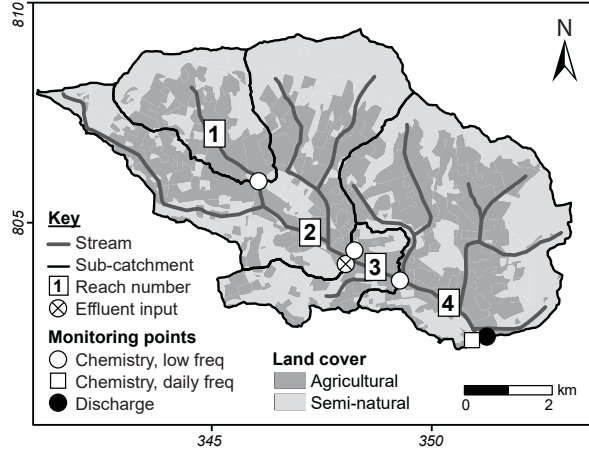 810
N
1
805
2
3
4
Key
Stream
Sub-catchment
1 Reach number
Effluent input
Monitoring points
Chemistry, low freq
Chemistry, daily freq
Discharge
Land cover
Agricultural
Semi-natural
km
0 2
345 350